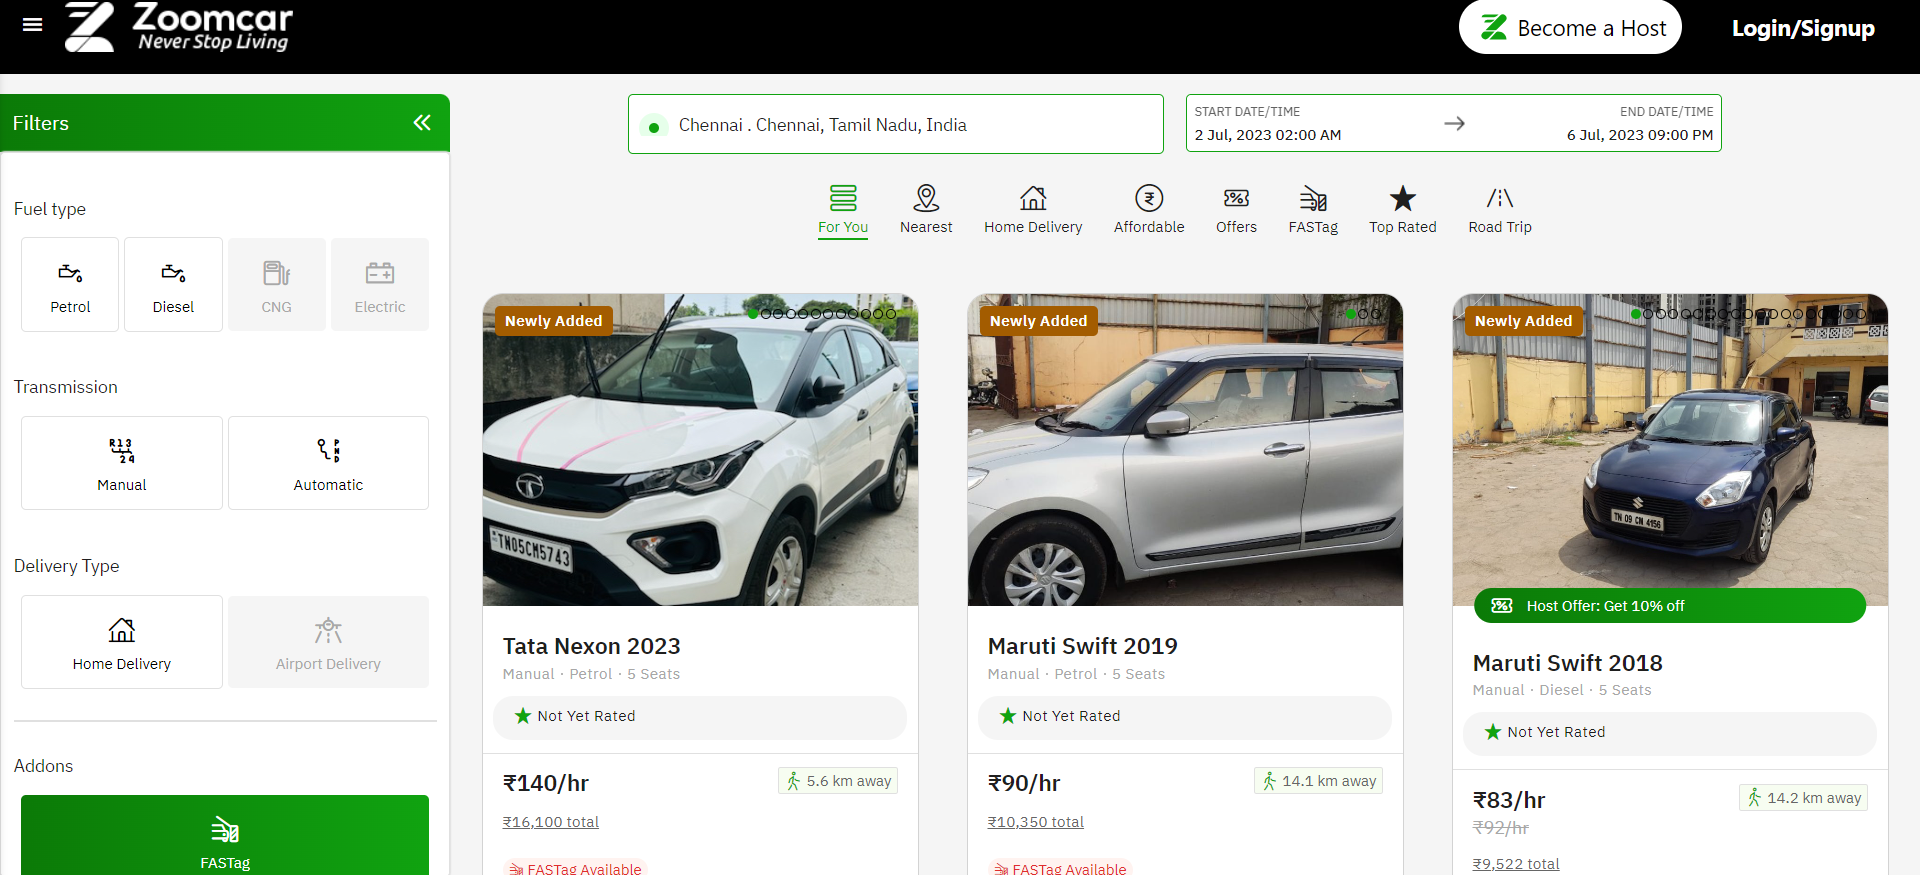 Zoomcar
Never Stop Living
Become a Host
Login/Signup
Filters
Chennai . Chennai, Tamil Nadu, India
START DATE/TIME
2 Jul, 2023 02:00 AM
END DATE/TIME
6 Jul, 2023 09:00 PM
For You
Nearest
Home Delivery
Affordable
Offers
FASTag
Top Rated
Road Trip
Fuel type
Petrol
Diesel
CNG
Electric
Transmission
R13
24
Manual
P
N
D
Automatic
Delivery Type
Home Delivery
Airport Delivery
Addons
FASTag
Newly Added
TN05CM5743
Tata Nexon 2023
Manual · Petrol · 5 Seats
Not Yet Rated
₹140/hr
5.6 km away
₹16,100 total
FASTag Available
Newly Added
Maruti Swift 2019
Manual · Petrol · 5 Seats
Not Yet Rated
₹90/hr
14.1 km away
₹10,350 total
FASTag Available
Newly Added
TN 09 CM 4156
Host Offer: Get 10% off
Maruti Swift 2018
Manual · Diesel · 5 Seats
Not Yet Rated
₹83/hr
14.2 km away
₹92/hr
₹9,522 total